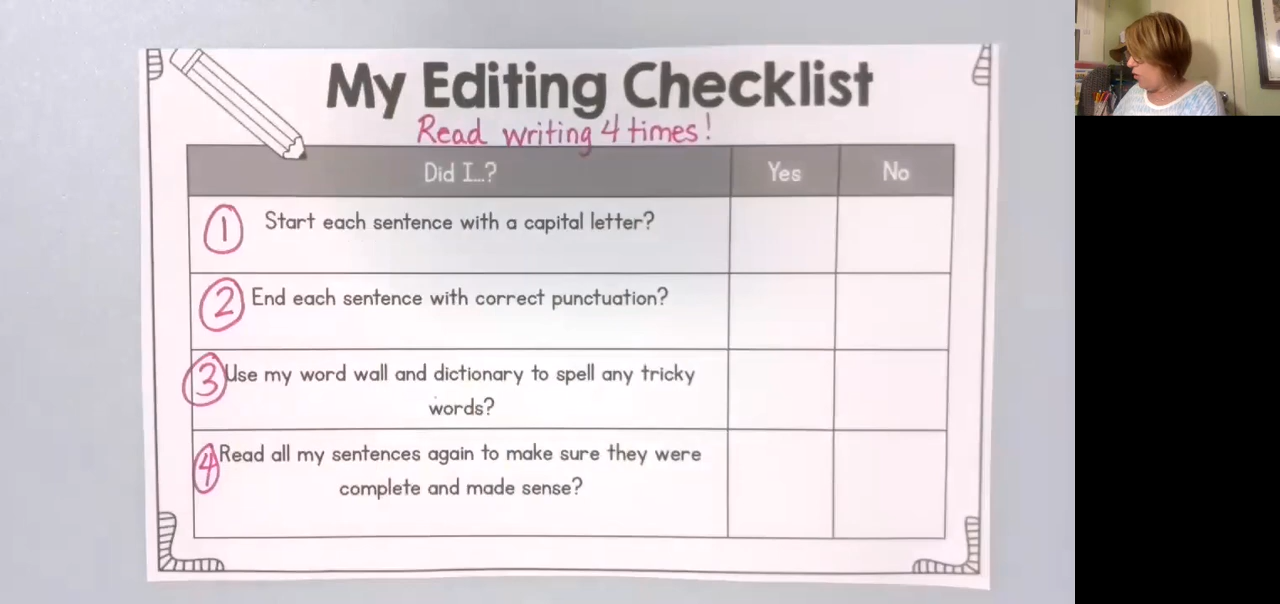 My Editing Checklist
Read writing 4 times!
Did I...?
Yes
No
1 Start each sentence with a capital letter?
2 End each sentence with correct punctuation?
3 Use my word wall and dictionary to spell any tricky
words?
4 Read all my sentences again to make sure they were
complete and made sense?